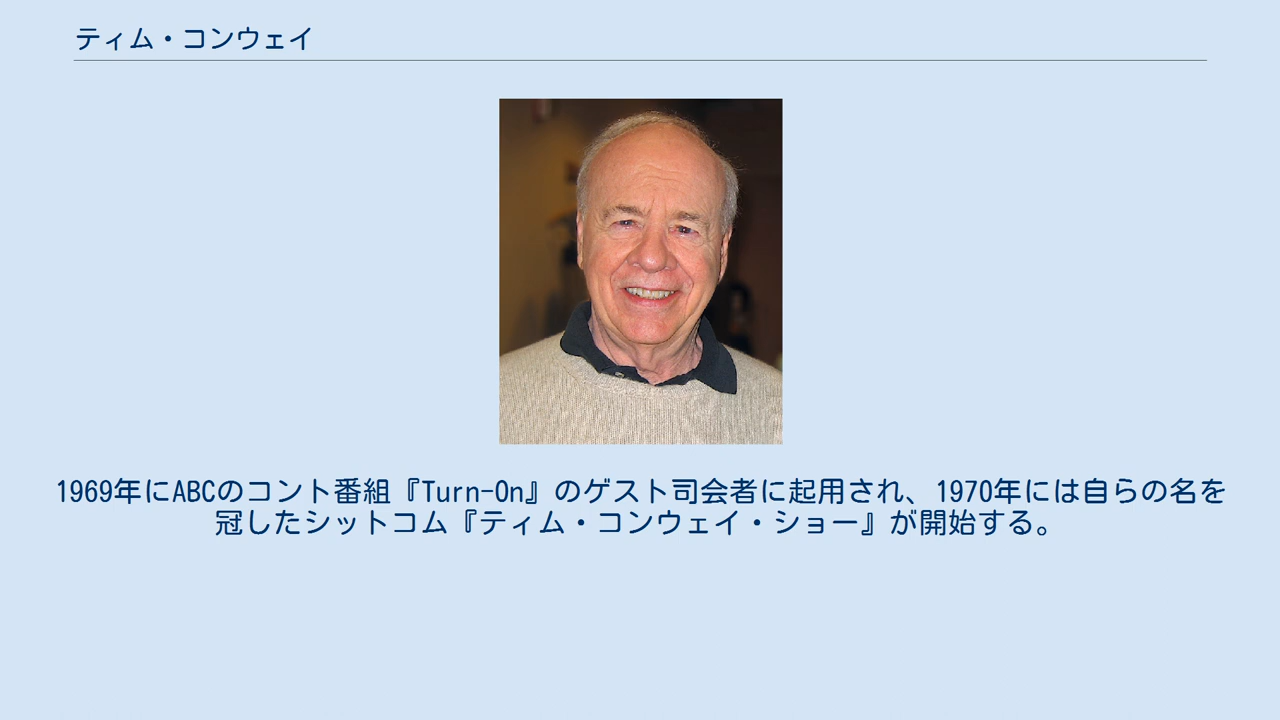 ティム・コンウェイ
1969年にABCのコント番組『Turn-On』のゲスト司会者に起用され、1970年には自らの名を
冠したシットコム『ティム・コンウェイ・ショー』が開始する。